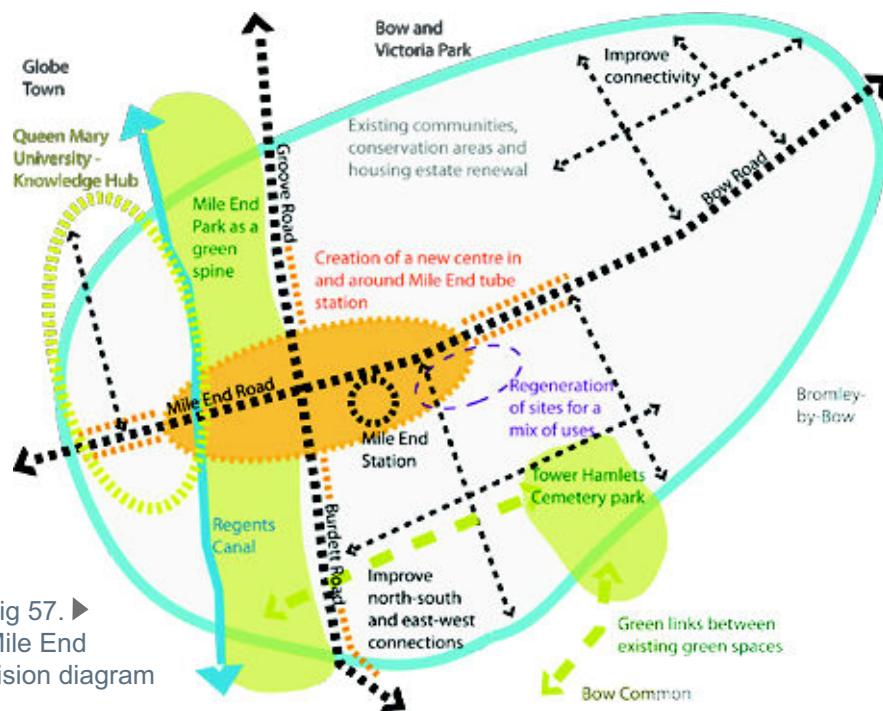 Bow and
Victoria Park
Globe
Town
Improve
connectivity
Queen Mary
University -
Knowledge Hub
Existing communities,
conservation areas and
housing estate renewal
Groove Road
Bow Road
Mile End
Park as a
green
spine
Creation of a new centre in
and around Mile End tube
station
Mile End Road
Regeneration
of sites for a
mix of uses
Bromley-
by-Bow
Mile End
Station
Tower Hamlets
Cemetery park
Regents
Canal
Burdett Road
Improve
north-south
and east-west
connections
Green links between
existing green spaces
Bow Common
ig 57.
Mile End
ision diagram